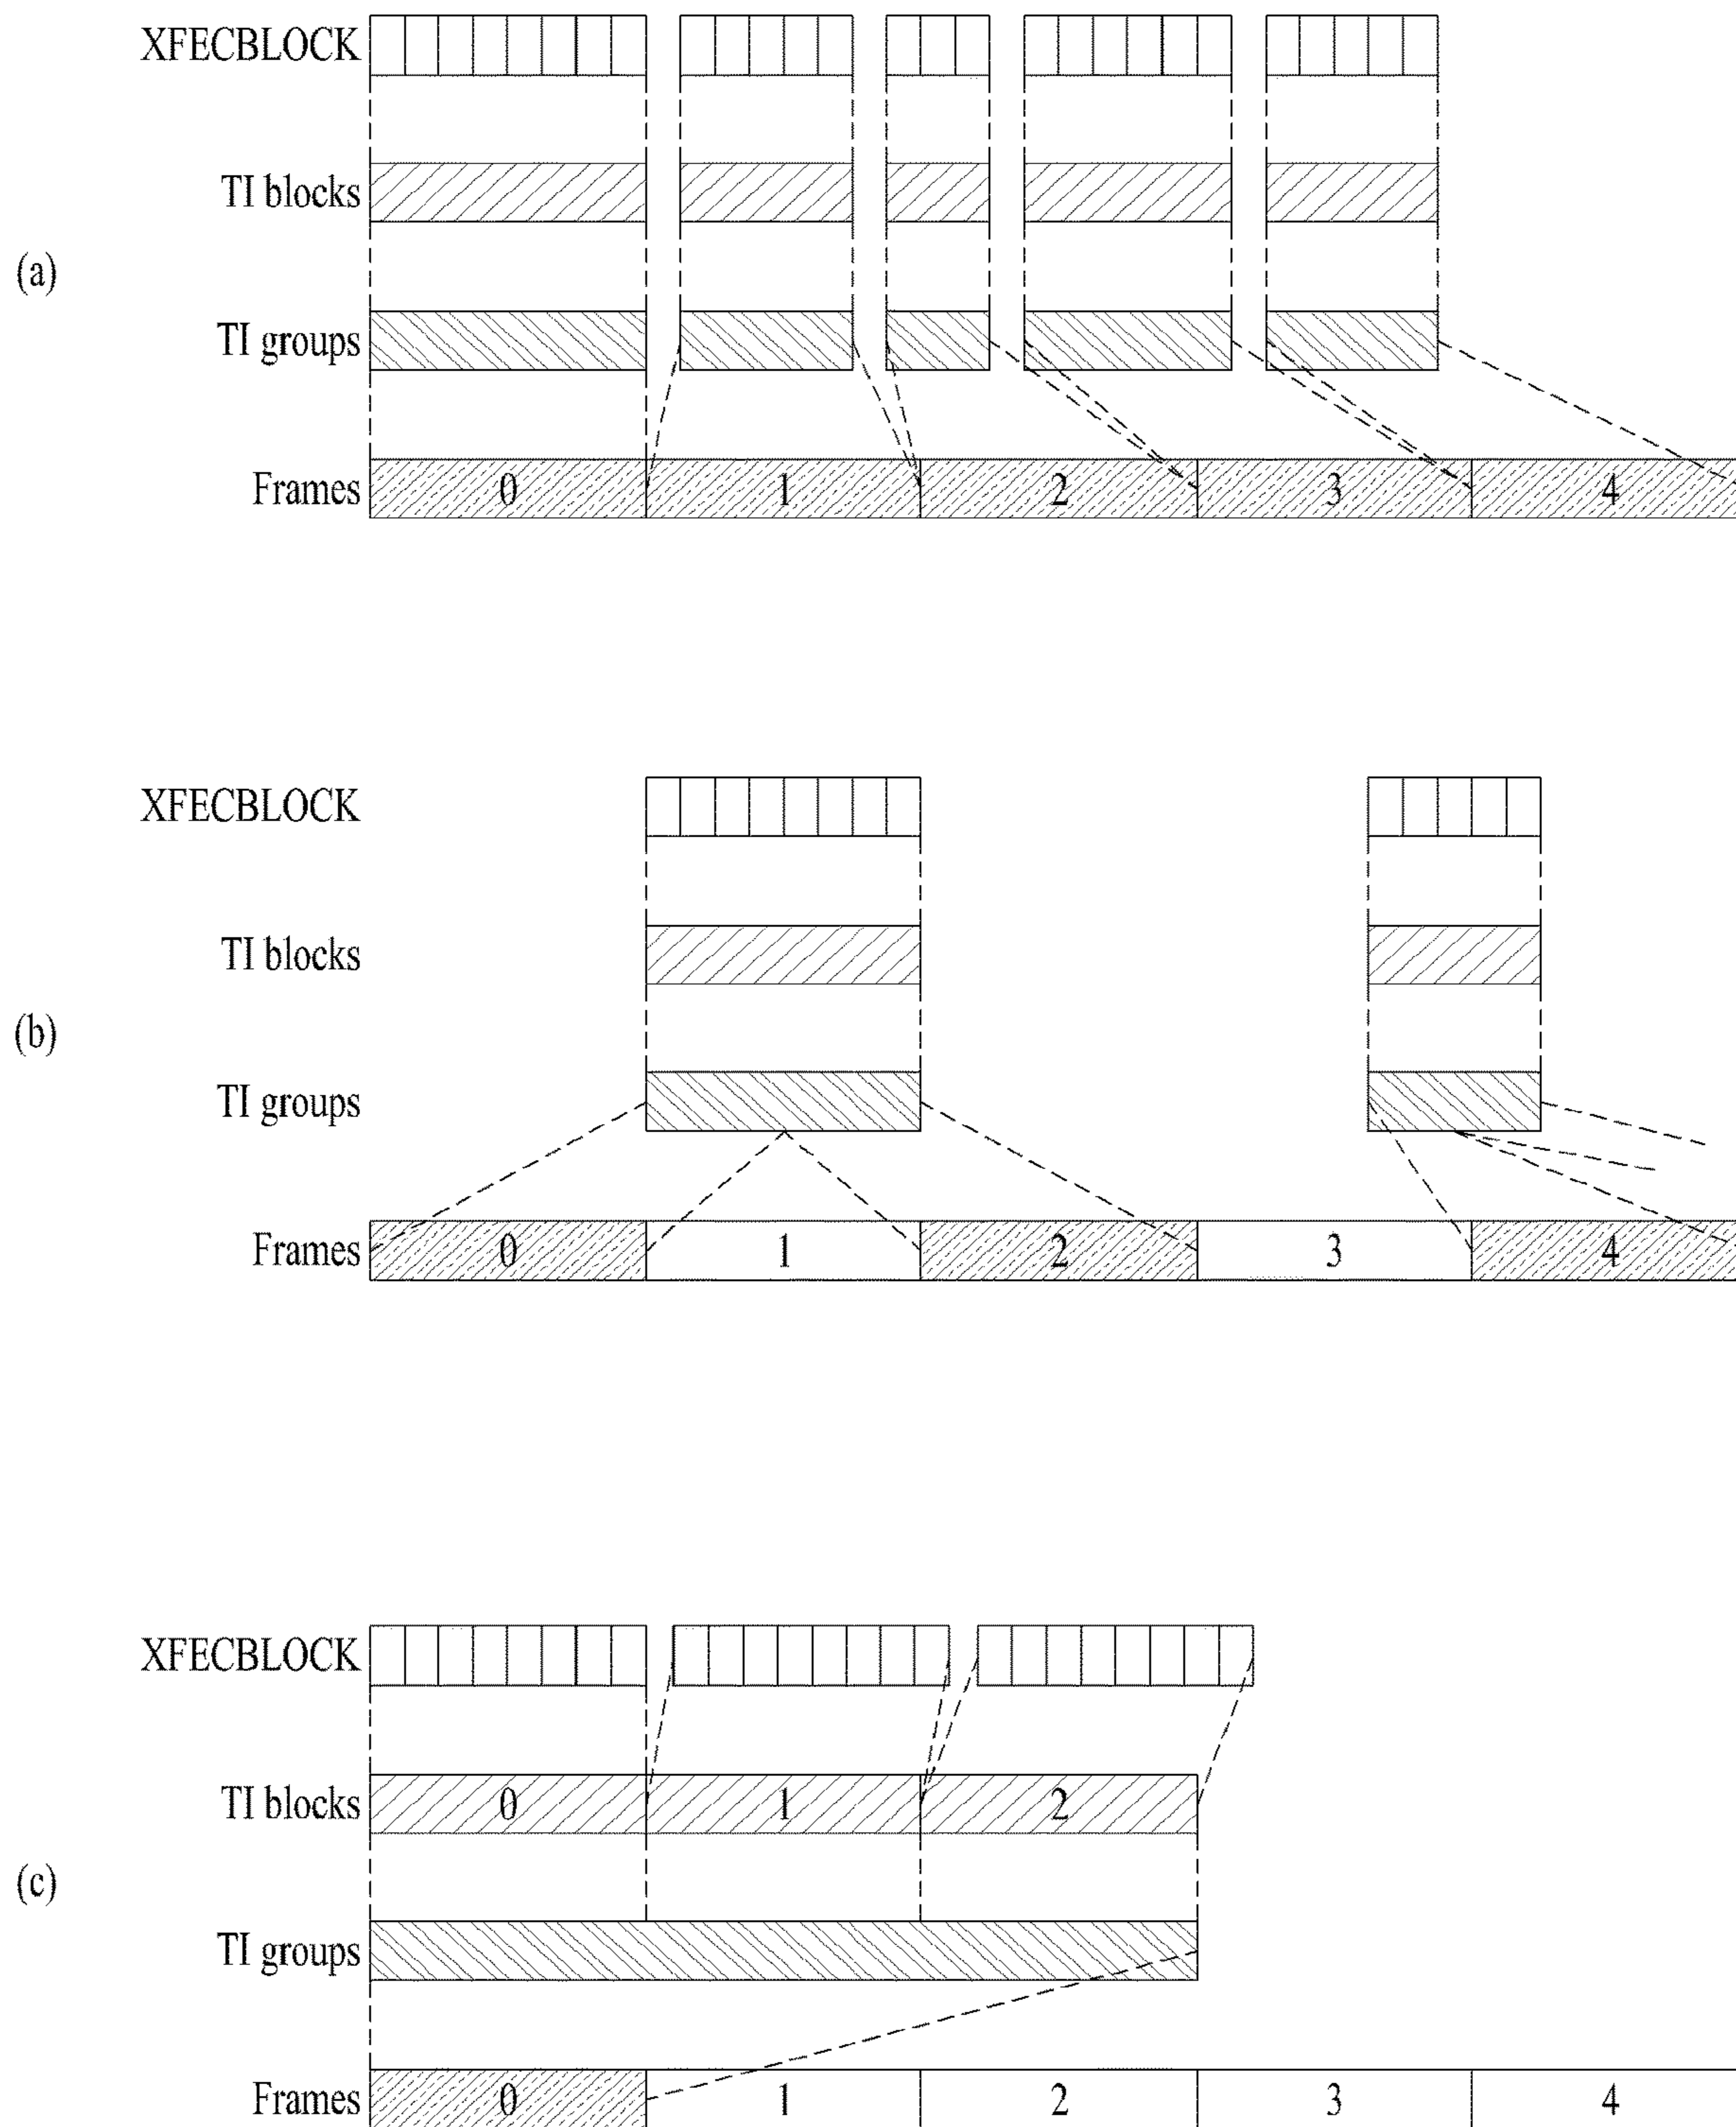 XFECBLOCK
TI blocks
(a)
TI groups
Frames 0 1 2 3 4
XFECBLOCK
TI blocks
(b)
TI groups
Frames 0 1 2 3 4
XFECBLOCK
TI blocks 0 1 2
(c)
TI groups
Frames 0 1 2 3 4